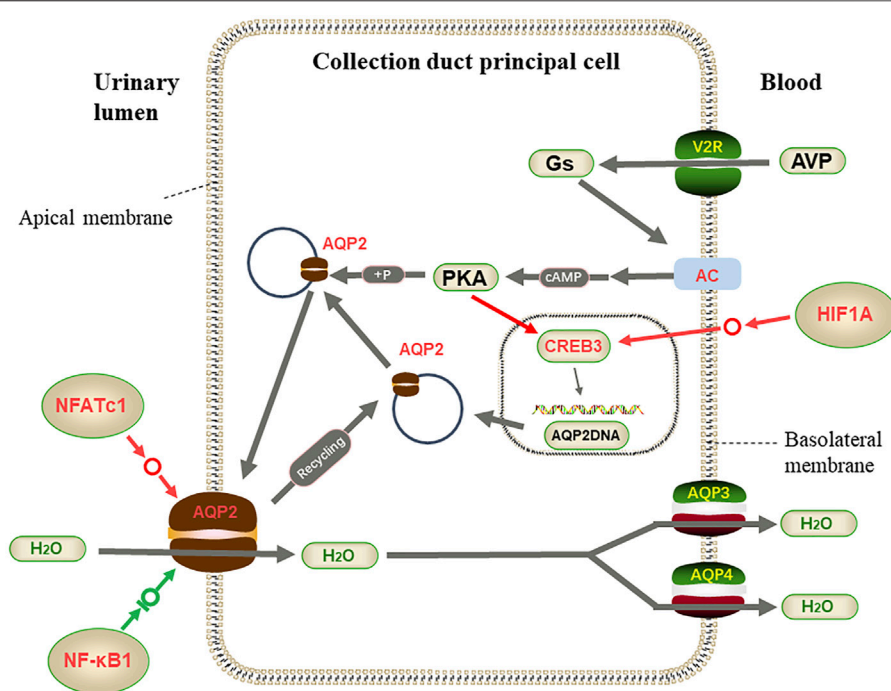 Collection duct principal cell
Urinary
lumen
Blood
V2R
Gs
AVP
Apical membrane
AQP2
+P
PKA
cAMP
AC
HIF1A
CREB3
AQP2
NFATc1
AQP2DNA
Recycling
Basolateral
membrane
AQP2
AQP3
H2O
H2O
H2O
AQP4
H2O
NF-κB1